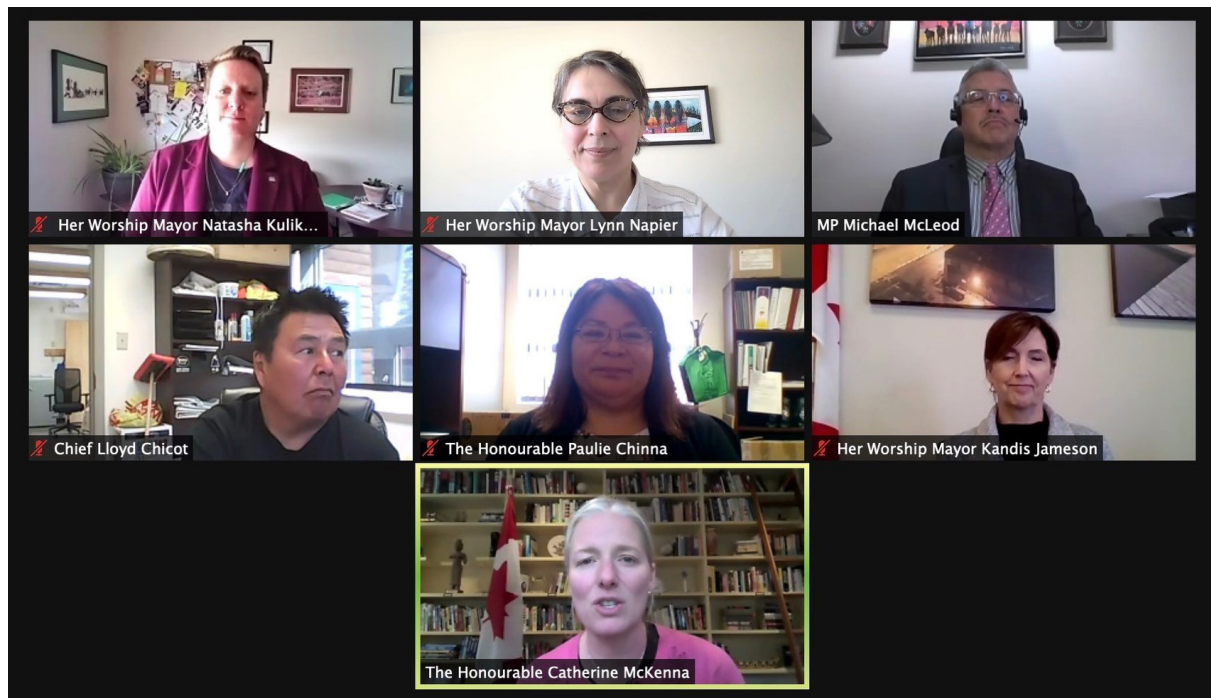 Her Worship Mayor Natasha Kulik...
Her Worship Mayor Lynn Napier
MP Michael McLeod
Chief Lloyd Chicot
The Honourable Paulie Chinna
Her Worship Mayor Kandis Jameson
The Honourable Catherine McKenna